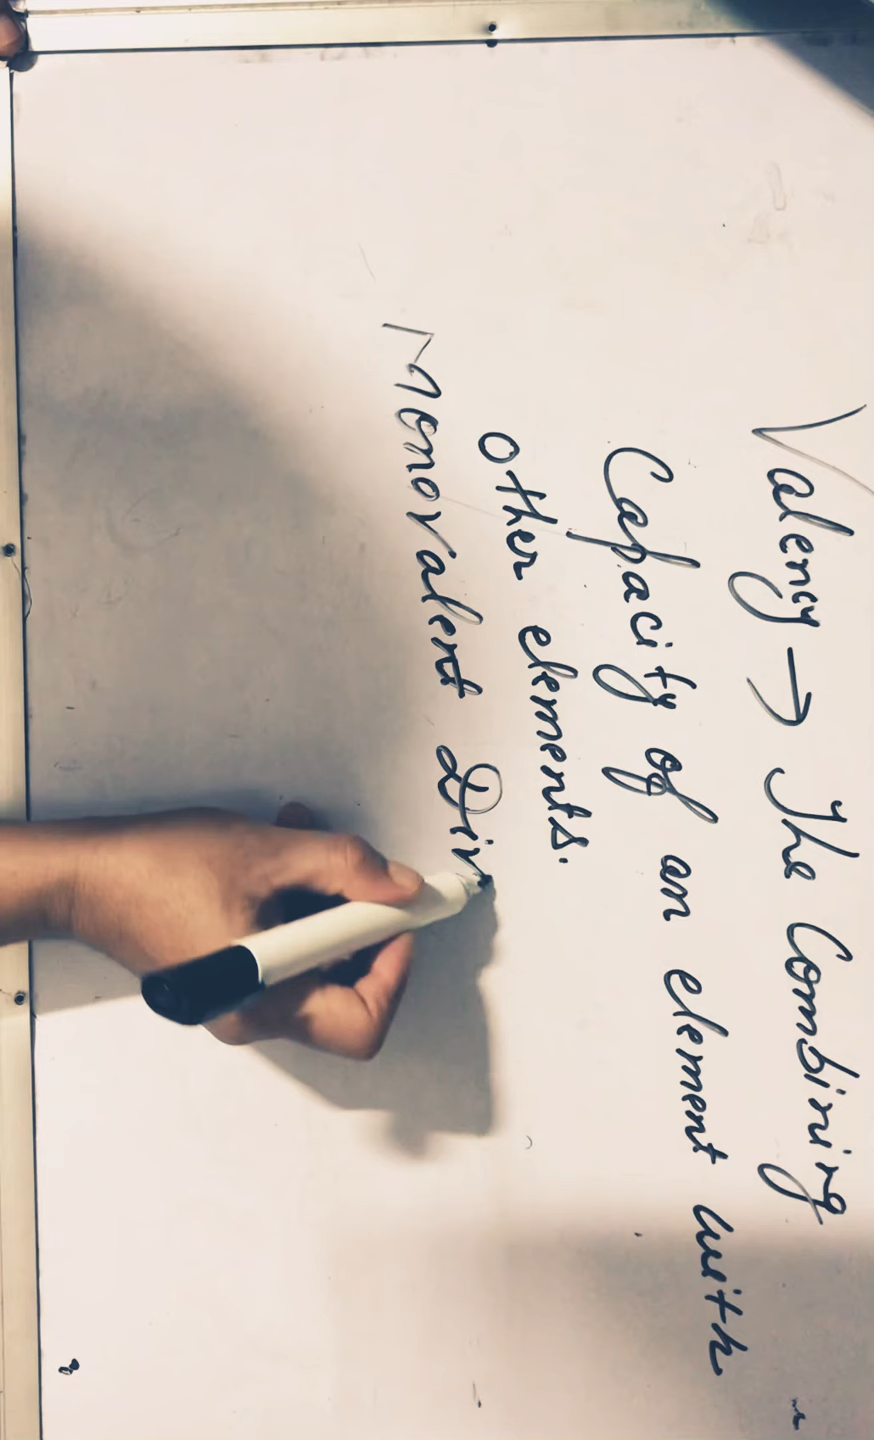 Valency → The Combining
Capacity of an element with
other elements.
Monovalent Div